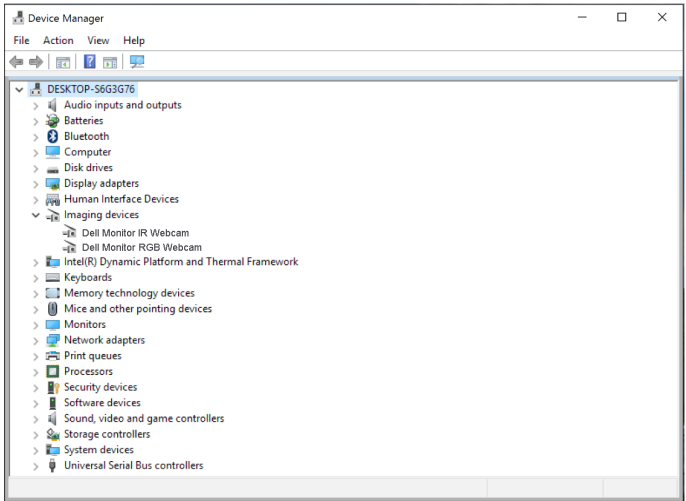 Device Manager
File Action View Help
DESKTOP-S6G3G76
Audio inputs and outputs
Batteries
Bluetooth
Computer
Disk drives
Display adapters
Human Interface Devices
Imaging devices
Dell Monitor IR Webcam
Dell Monitor RGB Webcam
Intel(R) Dynamic Platform and Thermal Framework
Keyboards
Memory technology devices
Mice and other pointing devices
Monitors
Network adapters
Print queues
Processors
Security devices
Software devices
Sound, video and game controllers
Storage controllers
System devices
Universal Serial Bus controllers